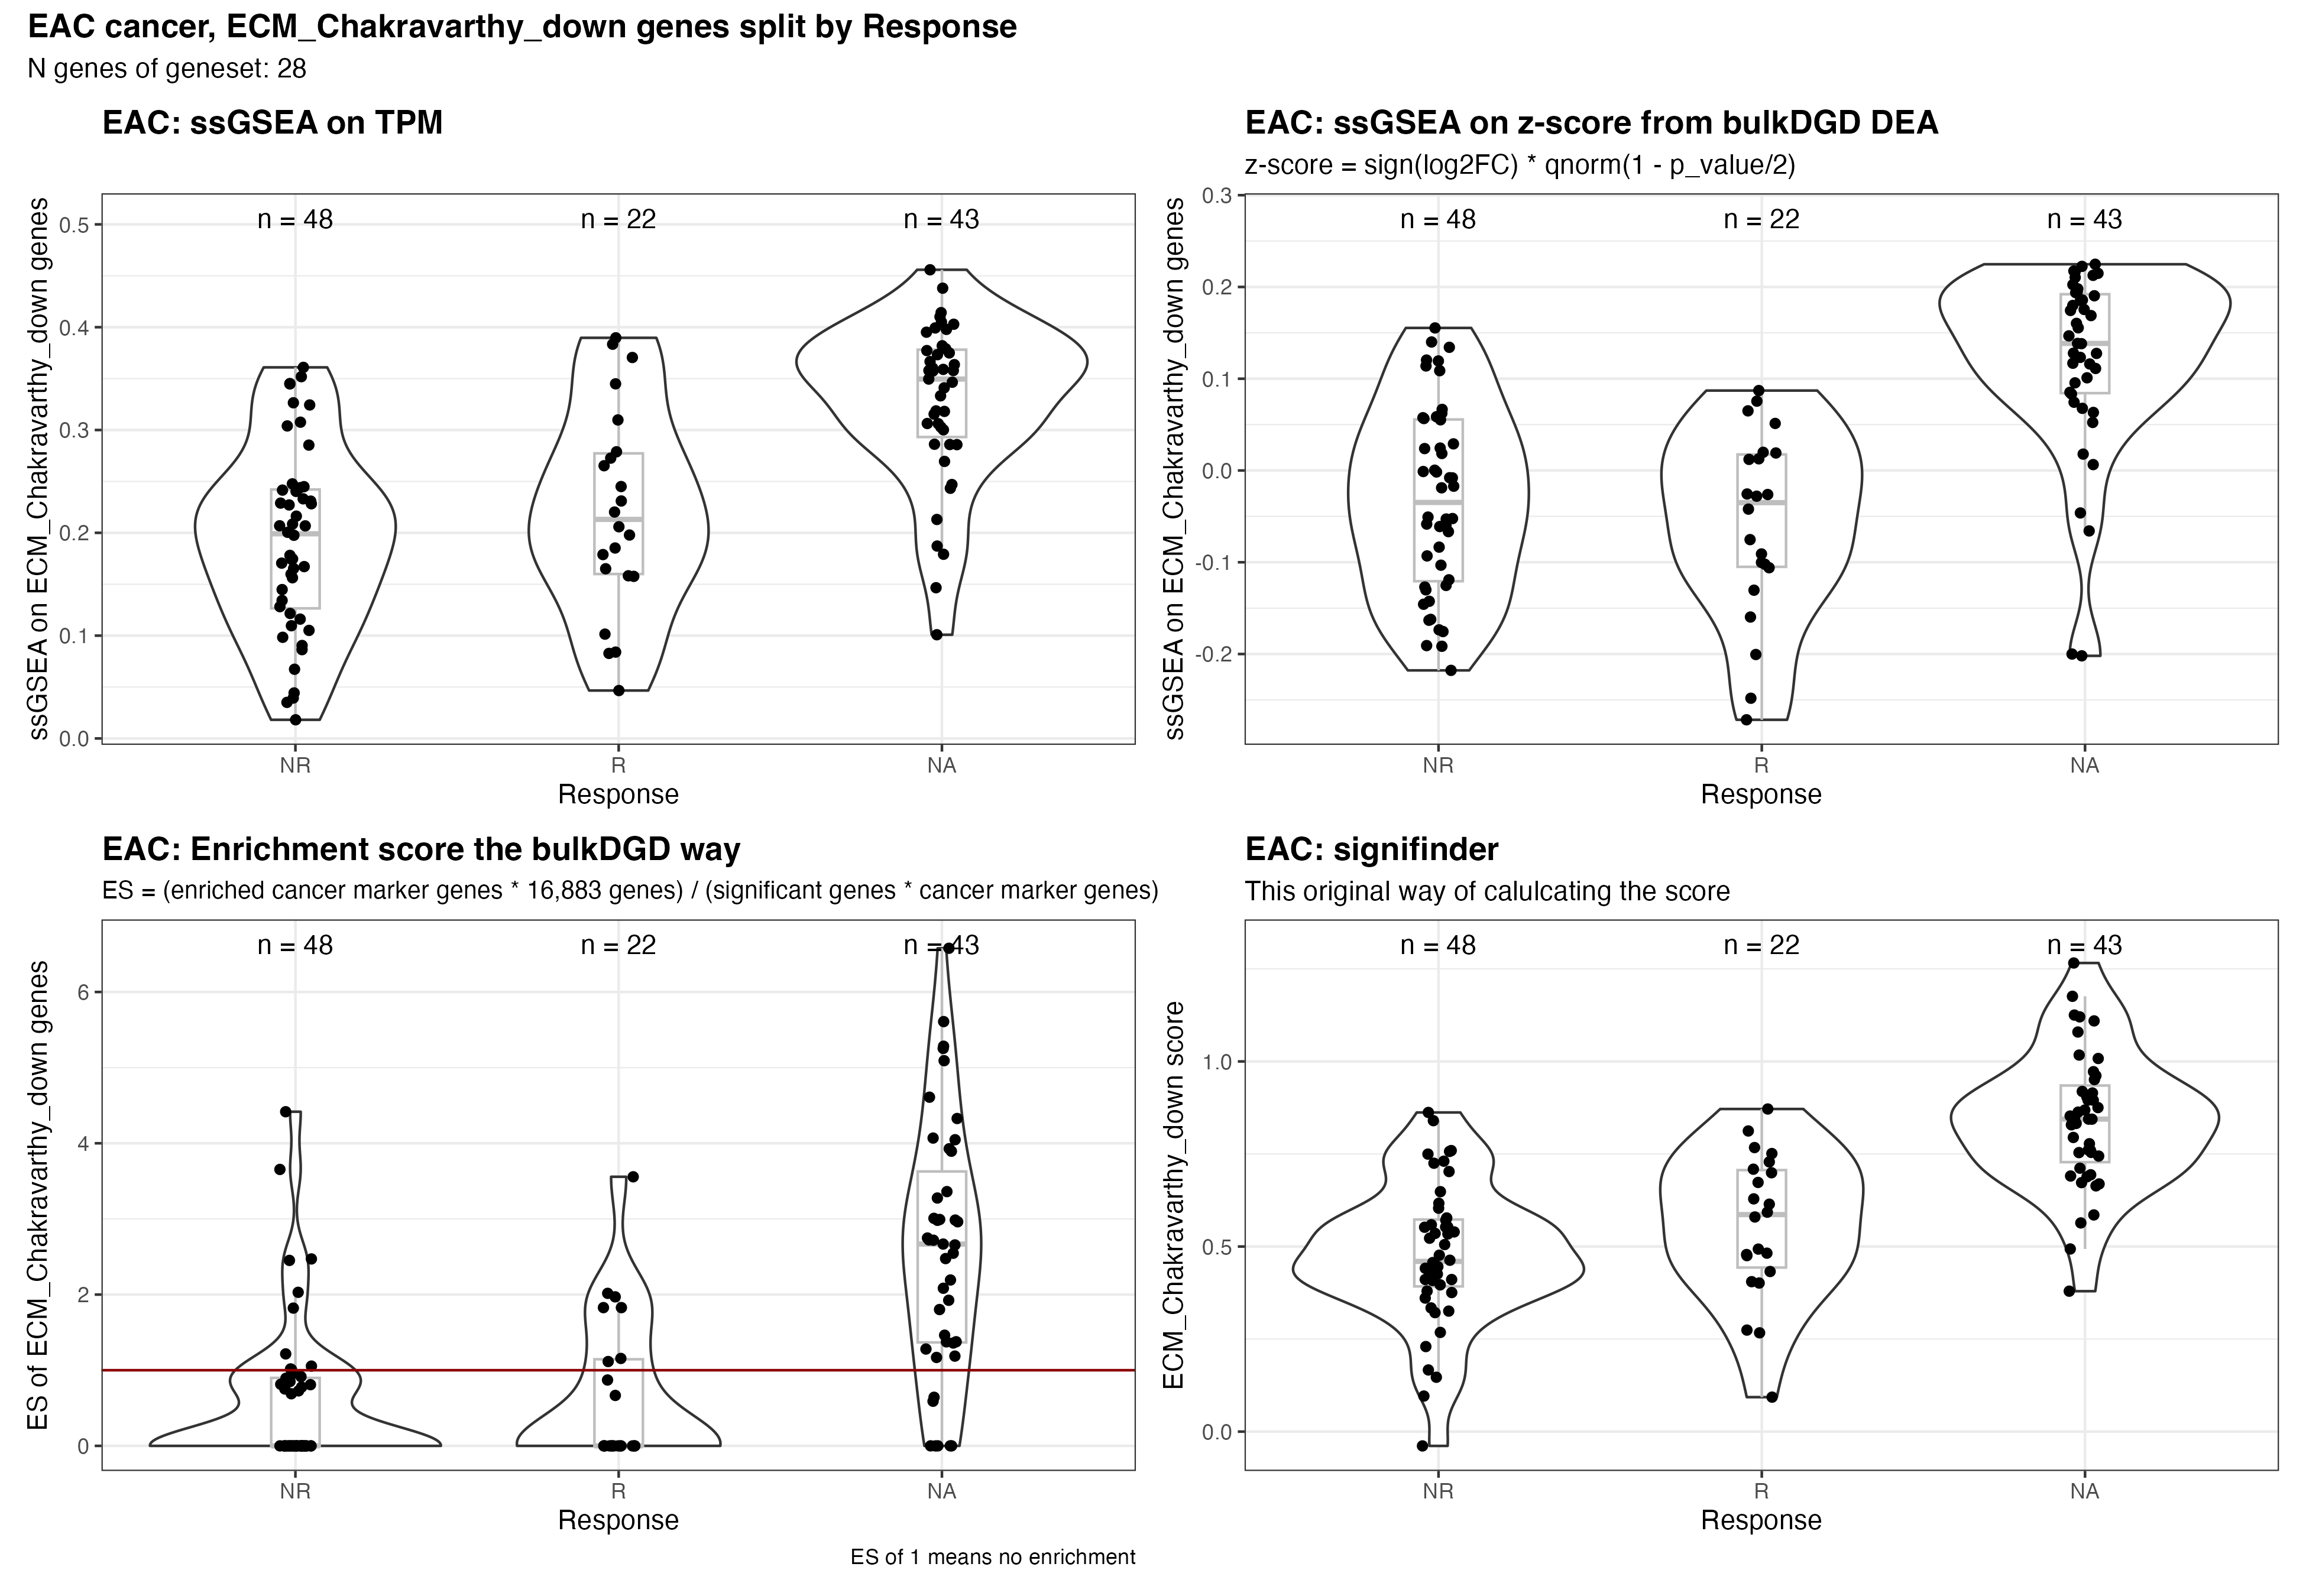 EAC cancer, ECM_Chakravarthy_down genes split by Response
N genes of geneset: 28
EAC: ssGSEA on TPM
ssGSEA on ECM_Chakravarthy_down genes
0.5
0.4
0.3
0.2
0.1
0.0
n = 48
n = 22
n = 43
NR
R
NA
Response
EAC: ssGSEA on z-score from bulkDGD DEA
z-score = sign(log2FC) * qnorm(1 - p_value/2)
ssGSEA on ECM_Chakravarthy_down genes
0.3
0.2
0.1
0.0
-0.1
-0.2
n = 48
n = 22
n = 43
NR
R
NA
Response
EAC: Enrichment score the bulkDGD way
ES = (enriched cancer marker genes * 16,883 genes) / (significant genes * cancer marker genes)
ES of ECM_Chakravarthy_down genes
6
4
2
0
n = 48
n = 22
n = 43
NR
R
NA
Response
ES of 1 means no enrichment
EAC: signifinder
This original way of calulcating the score
ECM_Chakravarthy_down score
1.0
0.5
0.0
n = 48
n = 22
n = 43
NR
R
NA
Response